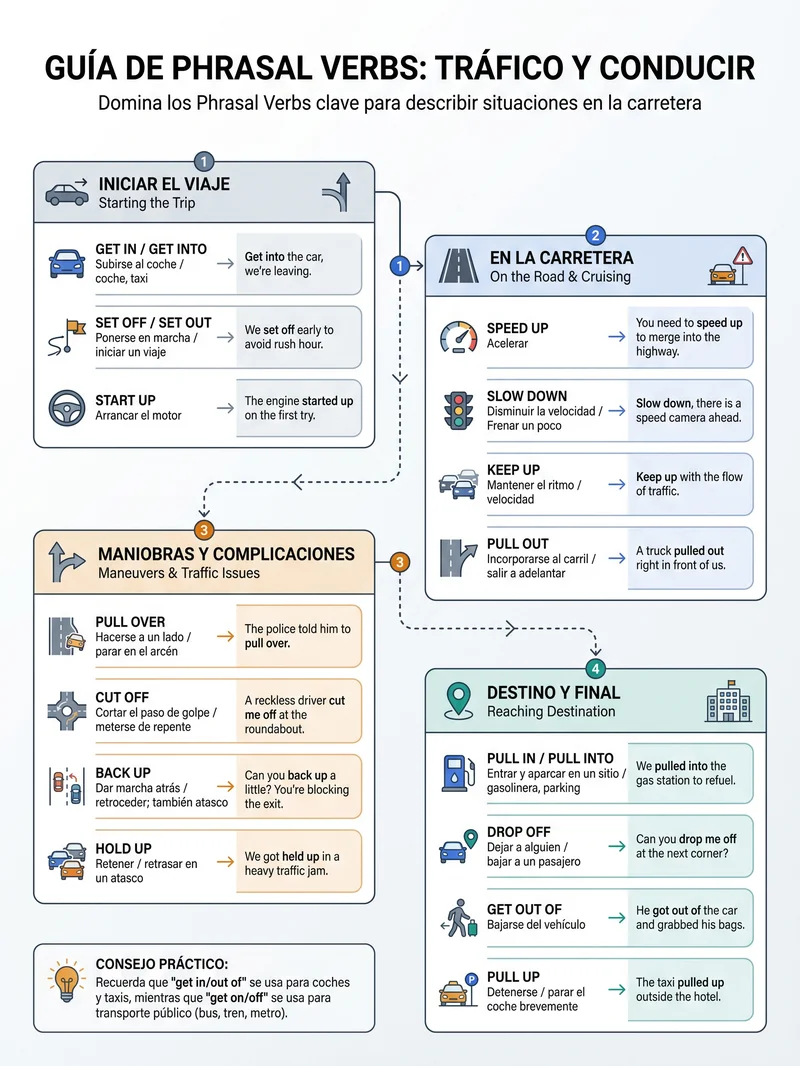 GUÍA DE PHRASAL VERBS: TRÁFICO Y CONDUCIR
Domina los Phrasal Verbs clave para describir situaciones en la carretera
1
INICIAR EL VIAJE
Starting the Trip
GET IN / GET INTO
Subirse al coche /
coche, taxi
Get into the car,
we're leaving.
SET OFF / SET OUT
Ponerse en marcha /
iniciar un viaje
We set off early to
avoid rush hour.
START UP
Arrancar el motor
The engine started up
on the first try.
1
2
EN LA CARRETERA
On the Road & Cruising
SPEED UP
Acelerar
You need to speed up
to merge into the
highway.
SLOW DOWN
Disminuir la velocidad /
Frenar un poco
Slow down, there is a
speed camera ahead.
KEEP UP
Mantener el ritmo /
velocidad
Keep up with the flow
of traffic.
PULL OUT
Incorporarse al carril /
salir a adelantar
A truck pulled out
right in front of us.
3
MANIOBRAS Y COMPLICACIONES
Maneuvers & Traffic Issues
PULL OVER
Hacerse a un lado /
parar en el arcén
The police told him to
pull over.
CUT OFF
Cortar el paso de golpe /
meterse de repente
A reckless driver cut
me off at the
roundabout.
BACK UP
Dar marcha atrás /
retroceder; también atasco
Can you back up a
little? You're blocking
the exit.
HOLD UP
Retener / retrasar en
un atasco
We got held up in a
heavy traffic jam.
3
4
DESTINO Y FINAL
Reaching Destination
PULL IN / PULL INTO
Entrar y aparcar en un sitio /
gasolinera, parking
We pulled into the
gas station to refuel.
DROP OFF
Dejar a alguien /
bajar a un pasajero
Can you drop me off
at the next corner?
GET OUT OF
Bajarse del vehículo
He got out of the car
and grabbed his bags.
P
PULL UP
Detenerse / parar el
coche brevemente
The taxi pulled up
outside the hotel.
CONSEJO PRÁCTICO:
Recuerda que "get in/out of" se usa para coches
y taxis, mientras que "get on/off" se usa para
transporte público (bus, tren, metro).